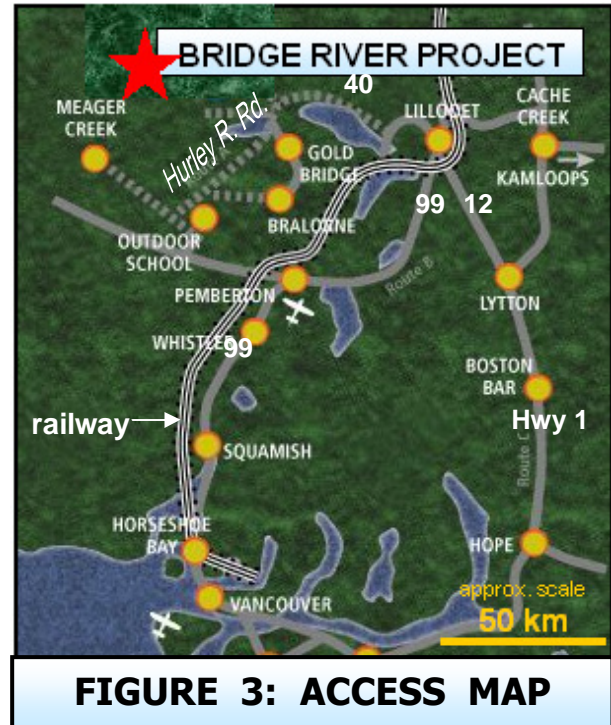 BRIDGE RIVER PROJECT
40
MEAGER
CREEK
Hurley R. Rd.
LILLOOET
CACHE
CREEK
GOLD
BRIDGE
KAMLOOPS
BRALORNE
99 12
OUTDOOR
SCHOOL
Route B
PEMBERTON
LYTTON
WHISTLER
99
BOSTON
BAR
railway
Hwy 1
SQUAMISH
Route C
HORSESHOE
BAY
HOPE
approx. scale
50 km
VANCOUVER
FIGURE 3: ACCESS MAP